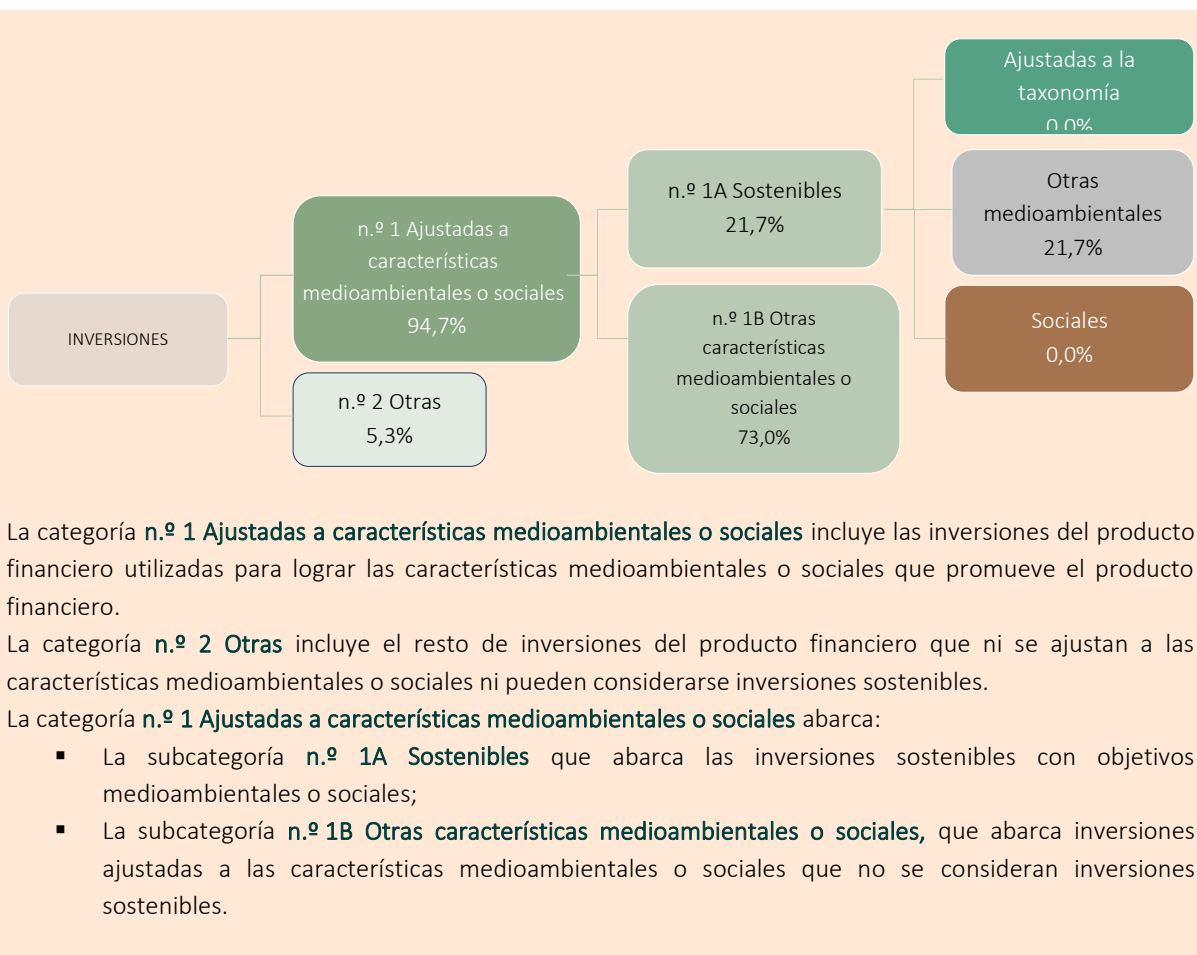 INVERSIONES
n.º 1 Ajustadas a
características
medioambientales o sociales
94,7%
n.º 2 Otras
5,3%
n.º 1A Sostenibles
21,7%
n.º 1B Otras
características
medioambientales o
sociales
73,0%
Ajustadas a la
taxonomía
0,0%
Otras
medioambientales
21,7%
Sociales
0,0%
La categoría n.º 1 Ajustadas a características medioambientales o sociales incluye las inversiones del producto
financiero utilizadas para lograr las características medioambientales o sociales que promueve el producto
financiero.
La categoría n.º 2 Otras incluye el resto de inversiones del producto financiero que ni se ajustan a las
características medioambientales o sociales ni pueden considerarse inversiones sostenibles.
La categoría n.º 1 Ajustadas a características medioambientales o sociales abarca:
▪ La subcategoría n.º 1A Sostenibles que abarca las inversiones sostenibles con objetivos
medioambientales o sociales;
▪ La subcategoría n.º 1B Otras características medioambientales o sociales, que abarca inversiones
ajustadas a las características medioambientales o sociales que no se consideran inversiones
sostenibles.